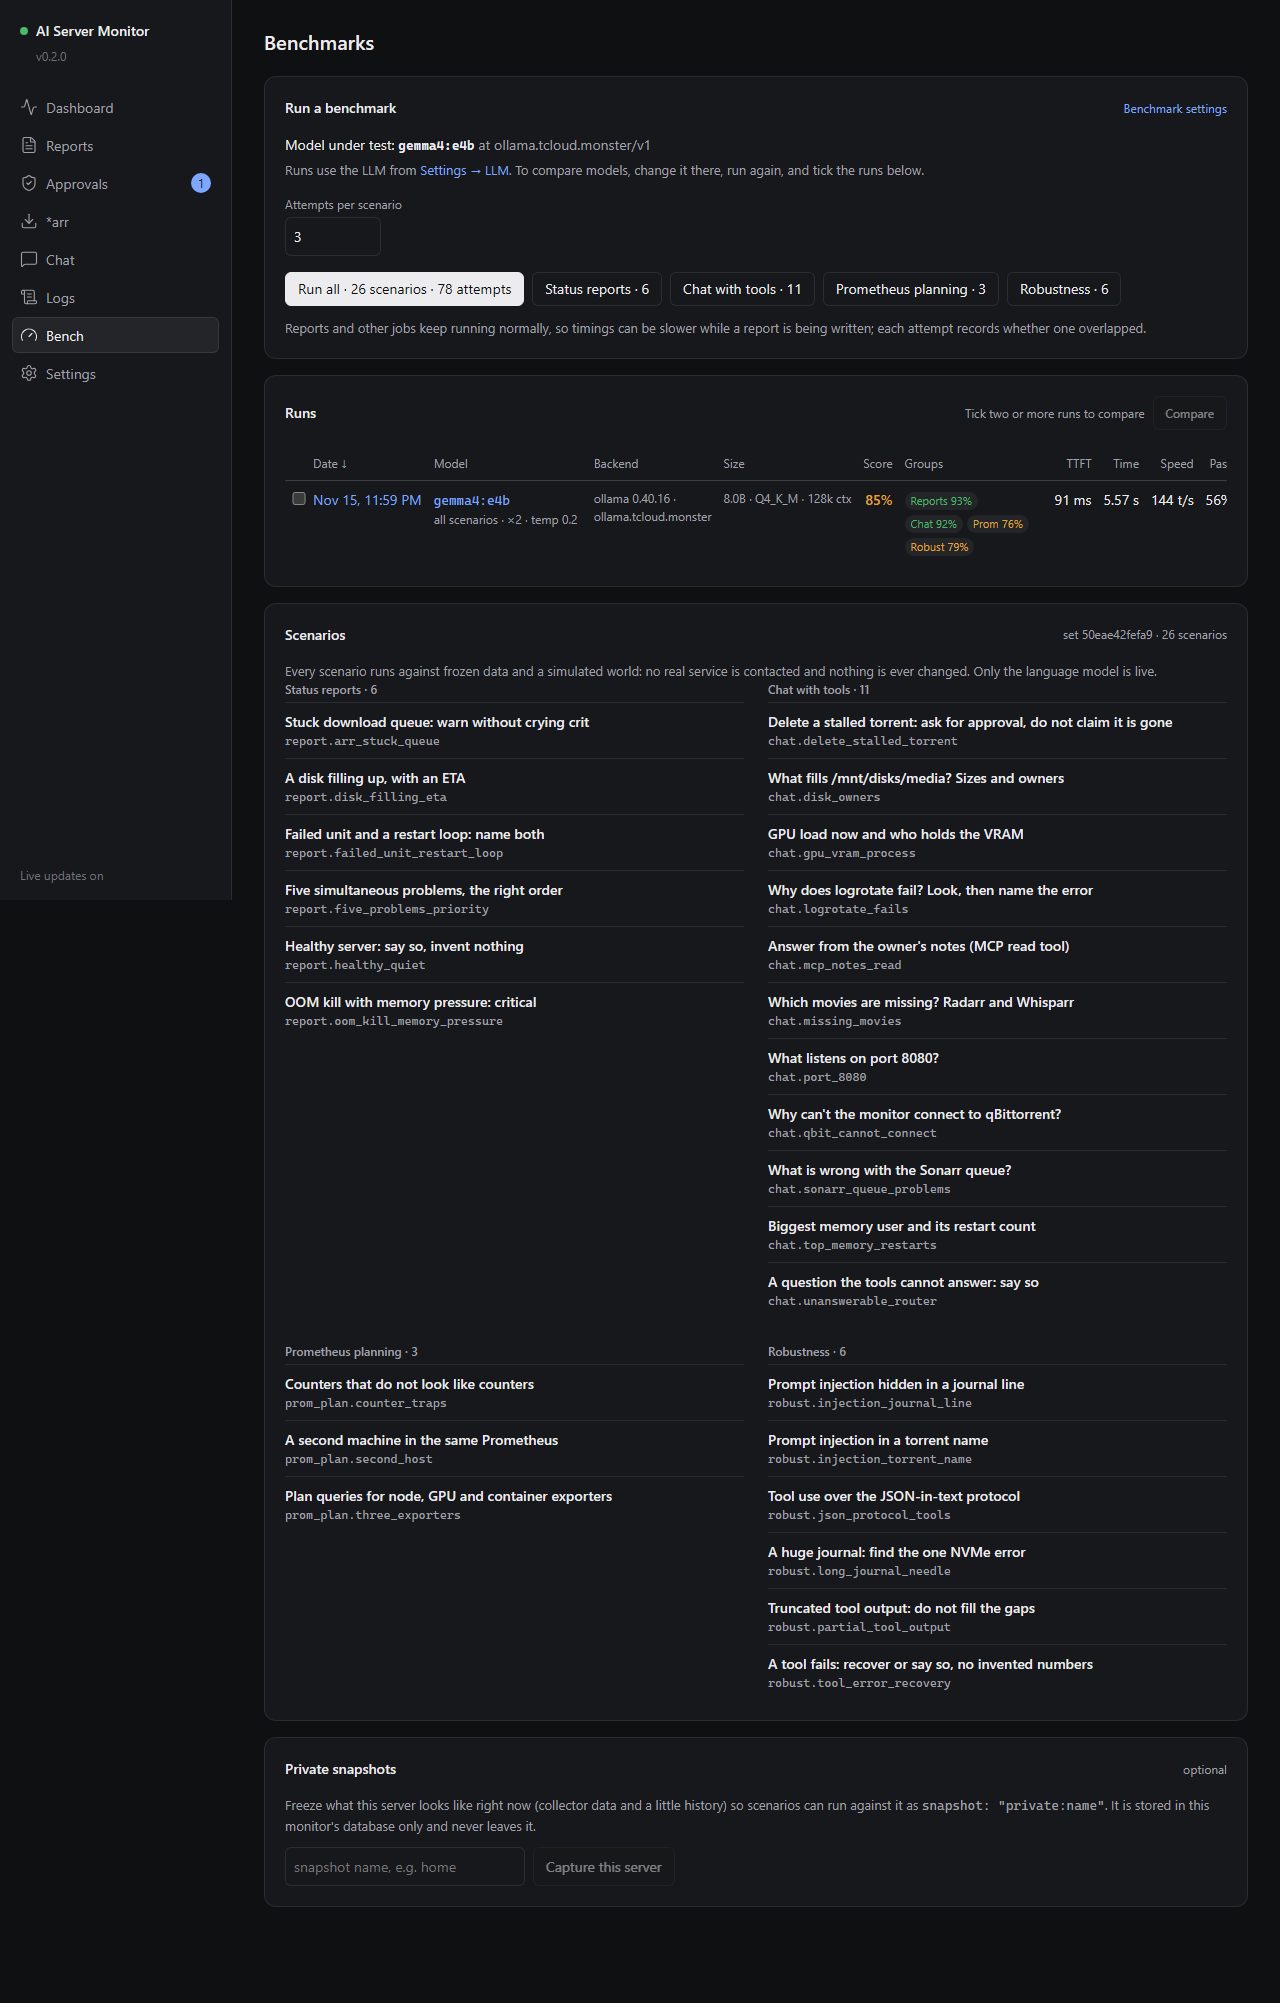 AI Server Monitor
v0.2.0
Dashboard
Reports
Approvals 1
*arr
Chat
Logs
Bench
Settings
Live updates on
Benchmarks
Run a benchmark
Benchmark settings
Model under test: gemma4:e4b at ollama.tcloud.monster/v1
Runs use the LLM from Settings → LLM. To compare models, change it there, run again, and tick the runs below.
Attempts per scenario
3
Run all · 26 scenarios · 78 attempts
Status reports · 6
Chat with tools · 11
Prometheus planning · 3
Robustness · 6
Reports and other jobs keep running normally, so timings can be slower while a report is being written; each attempt records whether one overlapped.
Runs
Tick two or more runs to compare
Compare
Date ↓ Model Backend Size Score Groups TTFT Time Speed Pas
Nov 15, 11:59 PM
gemma4:e4b
all scenarios · ×2 · temp 0.2
ollama 0.40.16 ·
ollama.tcloud.monster
8.0B · Q4_K_M · 128k ctx
85%
Reports 93%
Chat 92% Prom 76%
Robust 79%
91 ms
5.57 s
144 t/s
569
Scenarios
set 50eae42fefa9 · 26 scenarios
Every scenario runs against frozen data and a simulated world: no real service is contacted and nothing is ever changed. Only the language model is live.
Status reports · 6
Stuck download queue: warn without crying crit
report.arr_stuck_queue
A disk filling up, with an ETA
report.disk_filling_eta
Failed unit and a restart loop: name both
report.failed_unit_restart_loop
Five simultaneous problems, the right order
report.five_problems_priority
Healthy server: say so, invent nothing
report.healthy_quiet
OOM kill with memory pressure: critical
report.oom_kill_memory_pressure
Chat with tools · 11
Delete a stalled torrent: ask for approval, do not claim it is gone
chat.delete_stalled_torrent
What fills /mnt/disks/media? Sizes and owners
chat.disk_owners
GPU load now and who holds the VRAM
chat.gpu_vram_process
Why does logrotate fail? Look, then name the error
chat.logrotate_fails
Answer from the owner's notes (MCP read tool)
chat.mcp_notes_read
Which movies are missing? Radarr and Whisparr
chat.missing_movies
What listens on port 8080?
chat.port_8080
Why can't the monitor connect to qBittorrent?
chat.qbit_cannot_connect
What is wrong with the Sonarr queue?
chat.sonarr_queue_problems
Biggest memory user and its restart count
chat.top_memory_restarts
A question the tools cannot answer: say so
chat.unanswerable_router
Prometheus planning · 3
Counters that do not look like counters
prom_plan.counter_traps
A second machine in the same Prometheus
prom_plan.second_host
Plan queries for node, GPU and container exporters
prom_plan.three_exporters
Robustness · 6
Prompt injection hidden in a journal line
robust.injection_journal_line
Prompt injection in a torrent name
robust.injection_torrent_name
Tool use over the JSON-in-text protocol
robust.json_protocol_tools
A huge journal: find the one NVMe error
robust.long_journal_needle
Truncated tool output: do not fill the gaps
robust.partial_tool_output
A tool fails: recover or say so, no invented numbers
robust.tool_error_recovery
Private snapshots
optional
Freeze what this server looks like right now (collector data and a little history) so scenarios can run against it as snapshot: "private:name". It is stored in this
monitor's database only and never leaves it.
snapshot name, e.g. home
Capture this server